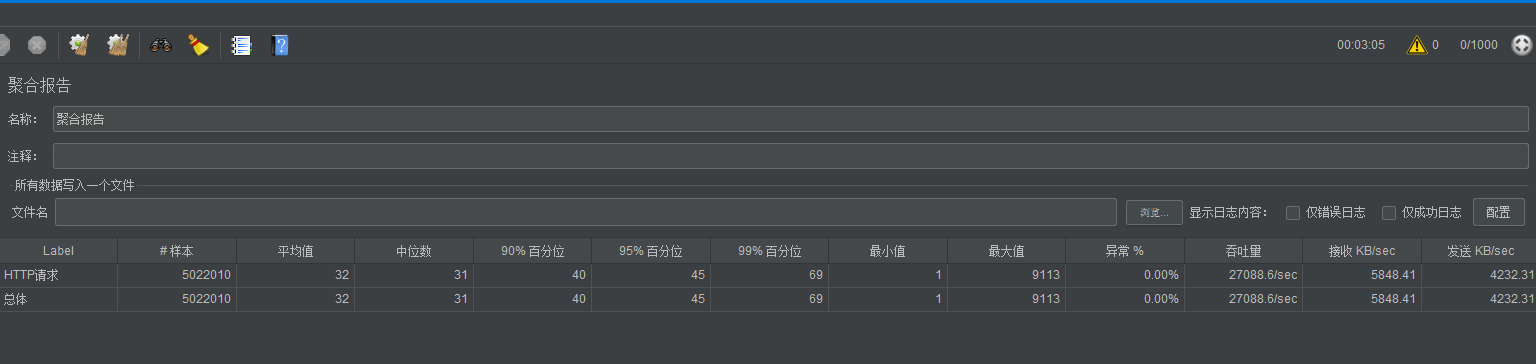 00:03:05 0 0/1000
聚合报告
名称： 聚合报告
注释：
所有数据写入一个文件
文件名 浏览... 显示日志内容： 仅错误日志 仅成功日志 配置
Label # 样本 平均值 中位数 90% 百分位 95% 百分位 99% 百分位 最小值 最大值 异常 % 吞吐量 接收 KB/sec 发送 KB/sec
HTTP请求 5022010 32 31 40 45 69 1 9113 0.00% 27088.6/sec 5848.41 4232.31
总体 5022010 32 31 40 45 69 1 9113 0.00% 27088.6/sec 5848.41 4232.31